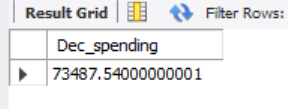 Result Grid Filter Rows:
Dec_spending
73487.54000000001